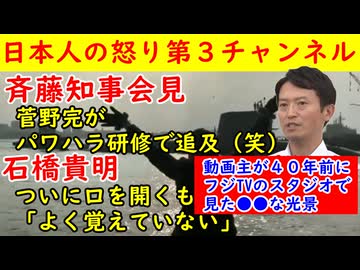 日本人の怒り第３チャンネル
斉藤知事会見
菅野完が
パワハラ研修で追及（笑）
石橋貴明
ついに口を開くも
「よく覚えていない」
動画主が４０年前に
フジTVのスタジオで
見た●●な光景